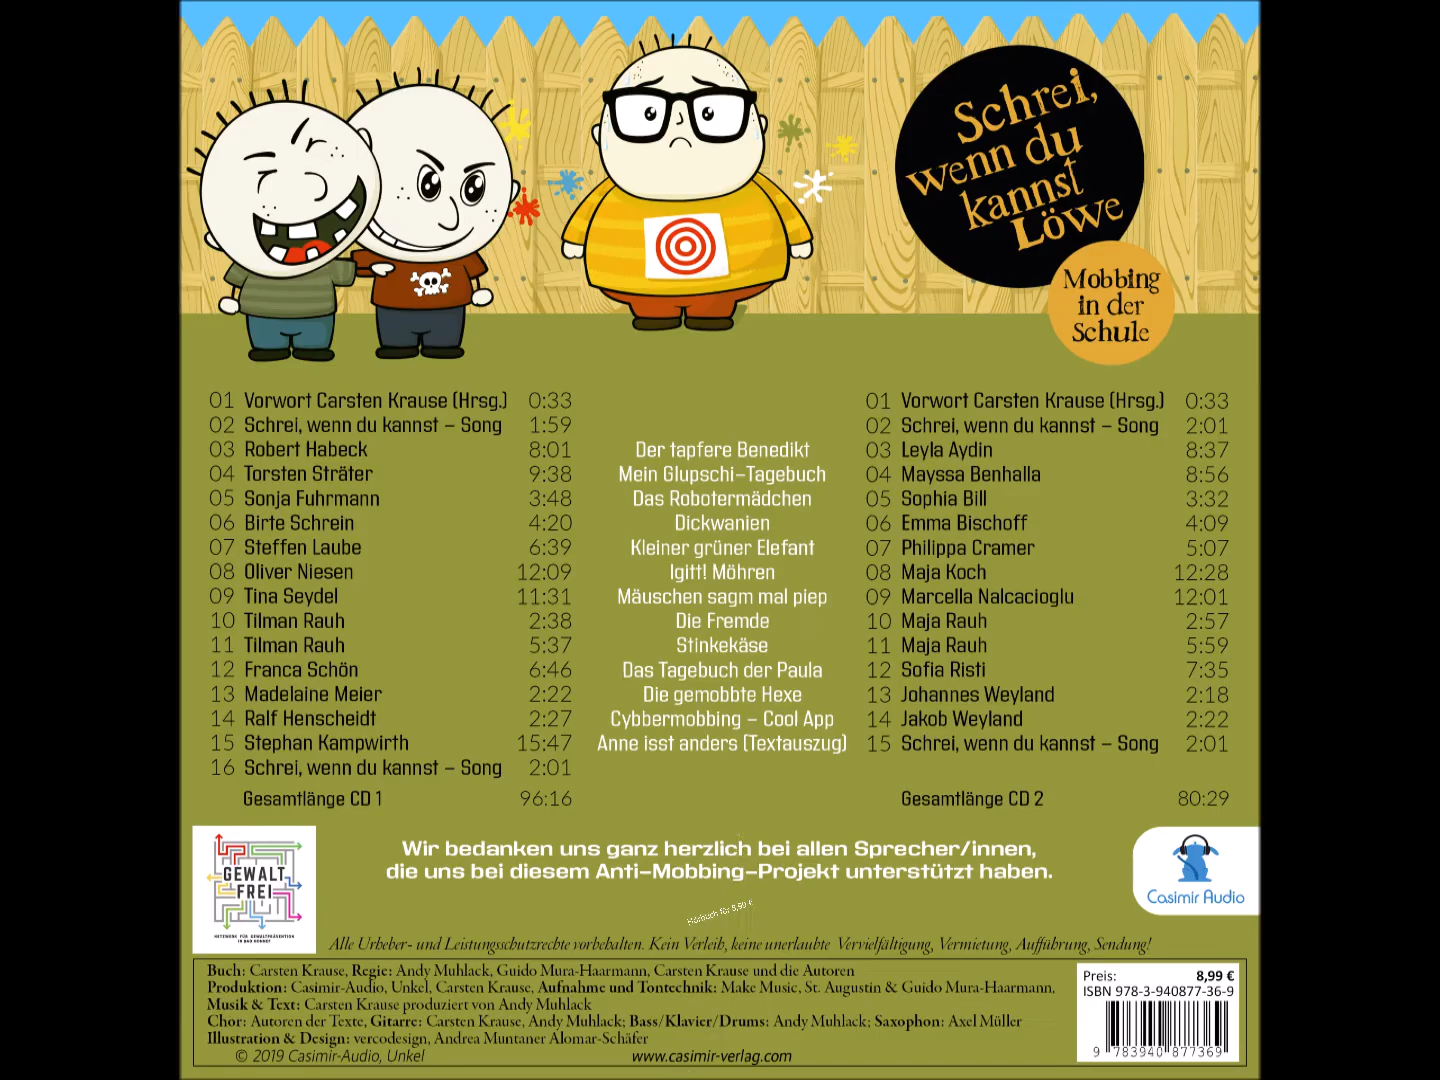 Schrei,
wenn du
kannst
Löwe
Mobbing
in der
Schule
01 Vorwort Carsten Krause (Hrsg.) 0:33
02 Schrei, wenn du kannst – Song 1:59
03 Robert Habeck 8:01
04 Torsten Sträter 9:38
05 Sonja Fuhrmann 3:48
06 Birte Schrein 4:20
07 Steffen Laube 6:39
08 Oliver Niesen 12:09
09 Tina Seydel 11:31
10 Tilman Rauh 2:38
11 Tilman Rauh 5:37
12 Franca Schön 6:46
13 Madelaine Meier 2:22
14 Ralf Henscheidt 2:27
15 Stephan Kampwirth 15:47
16 Schrei, wenn du kannst – Song 2:01
Gesamtlänge CD 1 96:16
Der tapfere Benedikt
Mein Glupschi–Tagebuch
Das Robotermädchen
Dickwanien
Kleiner grüner Elefant
Igitt! Möhren
Mäuschen sagm mal piep
Die Fremde
Stinkekäse
Das Tagebuch der Paula
Die gemobbte Hexe
Cybbermobbing – Cool App
Anne isst anders (Textauszug)
01 Vorwort Carsten Krause (Hrsg.) 0:33
02 Schrei, wenn du kannst – Song 2:01
03 Leyla Aydin 8:37
04 Mayssa Benhalla 8:56
05 Sophia Bill 3:32
06 Emma Bischoff 4:09
07 Philippa Cramer 5:07
08 Maja Koch 12:28
09 Marcella Nalcacioglu 12:01
10 Maja Rauh 2:57
11 Maja Rauh 5:59
12 Sofia Risti 7:35
13 Johannes Weyland 2:18
14 Jakob Weyland 2:22
15 Schrei, wenn du kannst – Song 2:01
Gesamtlänge CD 2 80:29
GEWALT
FREI
NETZWERK FÜR GEWALTPRÄVENTION
IN BAD HONNEF
Wir bedanken uns ganz herzlich bei allen Sprecher/innen,
die uns bei diesem Anti–Mobbing–Projekt unterstützt haben.
Casimir Audio
Hörbuch für 8,99 €
Alle Urheber- und Leistungsschutzrechte vorbehalten. Kein Verleih, keine unerlaubte Vervielfältigung, Vermietung, Aufführung, Sendung!
Buch: Carsten Krause, Regie: Andy Muhlack, Guido Mura-Haarmann, Carsten Krause und die Autoren
Produktion: Casimir-Audio, Unkel, Carsten Krause, Aufnahme und Tontechnik: Make Music, St. Augustin & Guido Mura-Haarmann,
Musik & Text: Carsten Krause produziert von Andy Muhlack
Chor: Autoren der Texte, Gitarre: Carsten Krause, Andy Muhlack; Bass/Klavier/Drums: Andy Muhlack; Saxophon: Axel Müller
Illustration & Design: vercodesign, Andrea Muntaner Alomar-Schäfer
© 2019 Casimir-Audio, Unkel www.casimir-verlag.com
Preis: 8,99 €
ISBN 978-3-940877-36-9
9 783940 877369